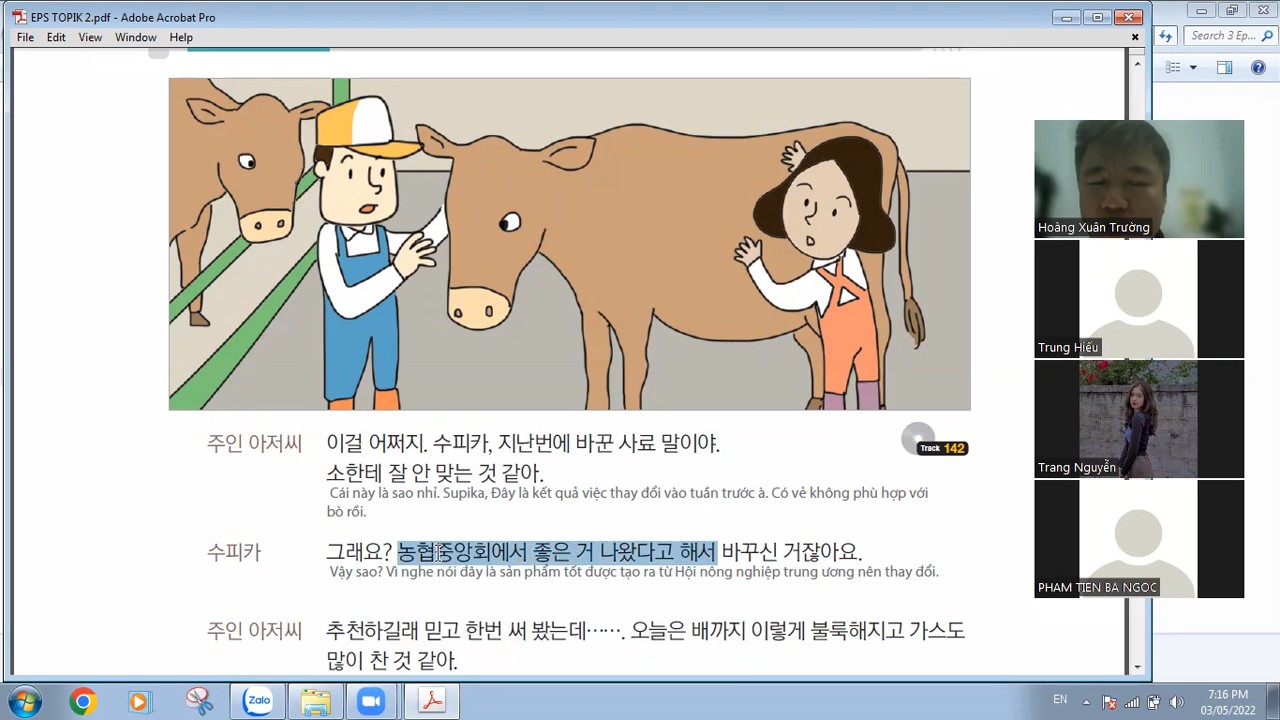 EPS TOPIK 2.pdf - Adobe Acrobat Pro
File Edit View Window Help
Search 3 Ep...
Hoàng Xuân Trường
Trung Hiếu
Trang Nguyễn
PHAM TIEN BA NGOC
Track 142
주인 아저씨 이걸 어쩌지. 수피카, 지난번에 바꾼 사료 말이야.
소한테 잘 안 맞는 것 같아.
Cái này là sao nhỉ. Supika, Đây là kết quả việc thay đổi vào tuần trước à. Có vẻ không phù hợp với
bò rồi.
수피카 그래요? 농협중앙회에서 좋은 거 나왔다고 해서 바꾸신 거잖아요.
Vậy sao? Vì nghe nói đây là sản phẩm tốt được tạo ra từ Hội nông nghiệp trung ương nên thay đổi.
주인 아저씨 추천하길래 믿고 한번 써 봤는데……. 오늘은 배까지 이렇게 불룩해지고 가스도
많이 찬 것 같아.
Zalo
EN
7:16 PM
03/05/2022